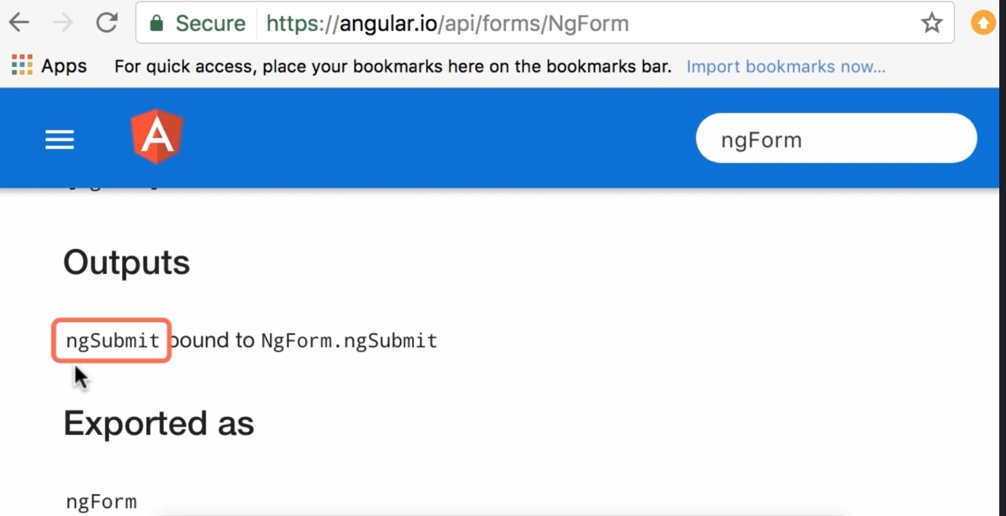 Secure https://angular.io/api/forms/NgForm
Apps For quick access, place your bookmarks here on the bookmarks bar. Import bookmarks now...
A ngForm
Outputs
ngSubmit bound to NgForm.ngSubmit
Exported as
ngForm